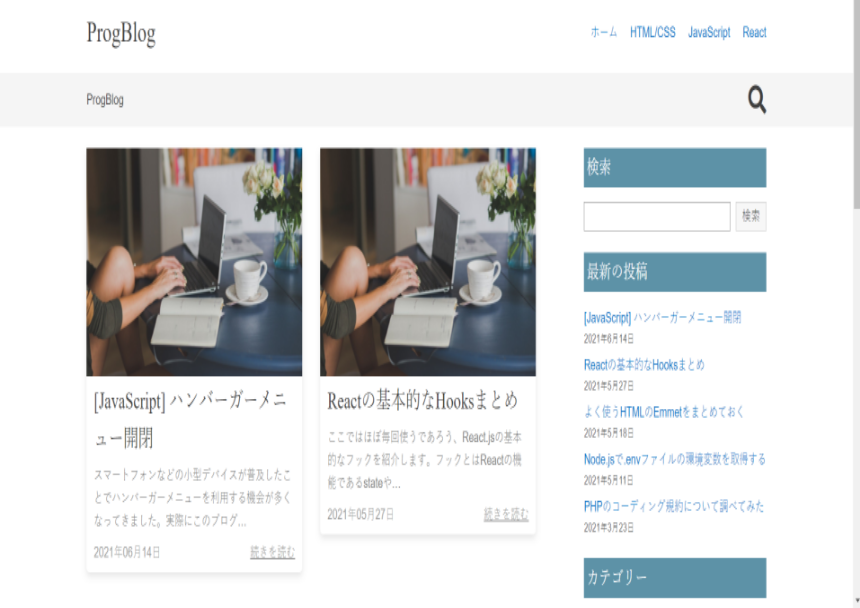 ProgBlog
ホーム HTML/CSS JavaScript React
ProgBlog
[JavaScript] ハンバーガーメニ
ュー開閉
スマートフォンなどの小型デバイスが普及したこ
とでハンバーガーメニューを利用する機会が多く
なってきました。実際にこのブログ...
2021年06月14日 続きを読む
Reactの基本的なHooksまとめ
ここではほぼ毎回使うであろう、React.jsの基本
的なフックを紹介します。フックとはReactの機
能であるstateや...
2021年05月27日 続きを読む
検索
検索
最新の投稿
[JavaScript] ハンバーガーメニュー開閉
2021年6月14日
Reactの基本的なHooksまとめ
2021年5月27日
よく使うHTMLのEmmetをまとめておく
2021年5月18日
Node.jsで.envファイルの環境変数を取得する
2021年5月11日
PHPのコーディング規約について調べてみた
2021年3月23日
カテゴリー